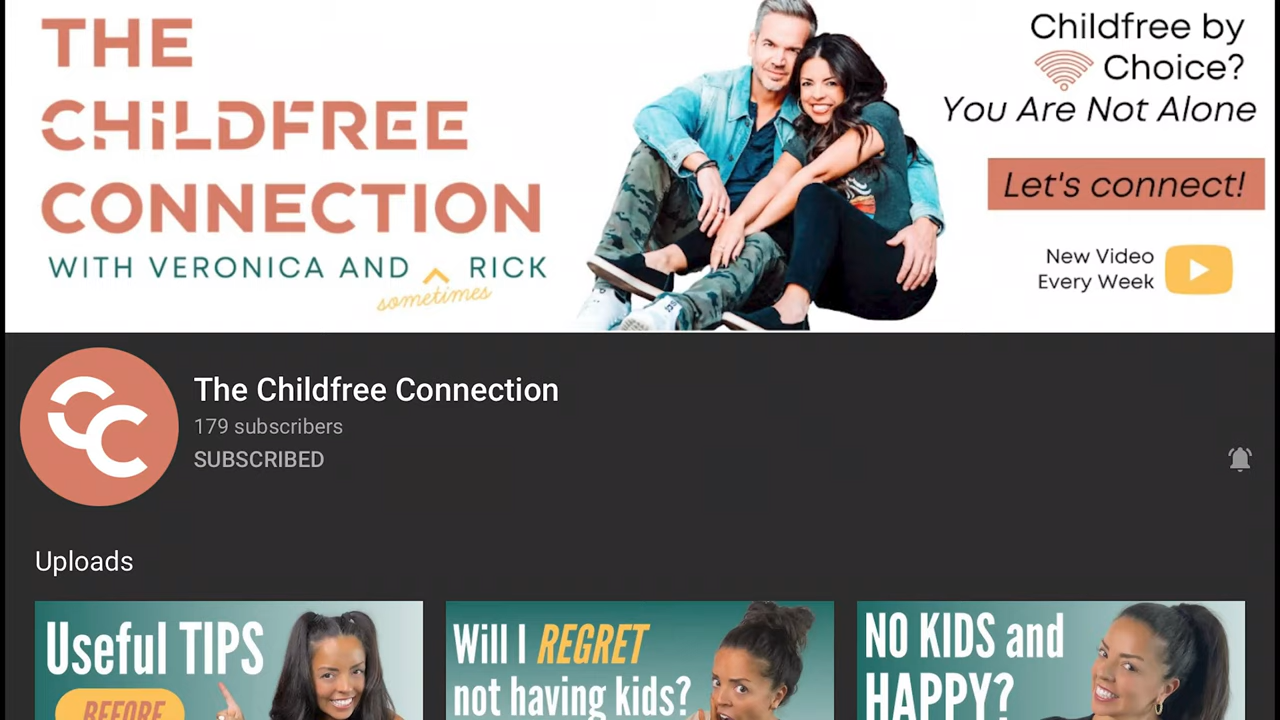 THE
CHiLDFREE
CONNECTION
WITH VERONICA AND RICK
sometimes
Childfree by
Choice?
You Are Not Alone
Let's connect!
New Video
Every Week
CC
The Childfree Connection
179 subscribers
SUBSCRIBED
Uploads
Useful TIPS
BEFORE
Will I REGRET
not having kids?
NO KIDS and
HAPPY?